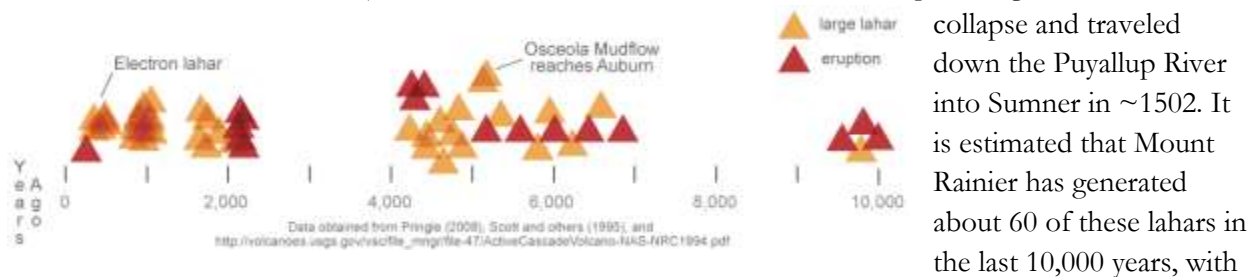 large lahar
eruption
Electron lahar
Osceola Mudflow
reaches Auburn
Years
Ago
0
2,000
4,000
6,000
8,000
10,000
Data obtained from Pringle (2008), Scott and others (1995), and
http://volcanoes.usgs.gov/vsc/file_mngr/file-47/ActiveCascadeVolcano-NAS-NRC1994.pdf
collapse and traveled
down the Puyallup River
into Sumner in ~1502. It
is estimated that Mount
Rainier has generated
about 60 of these lahars in
the last 10,000 years, with